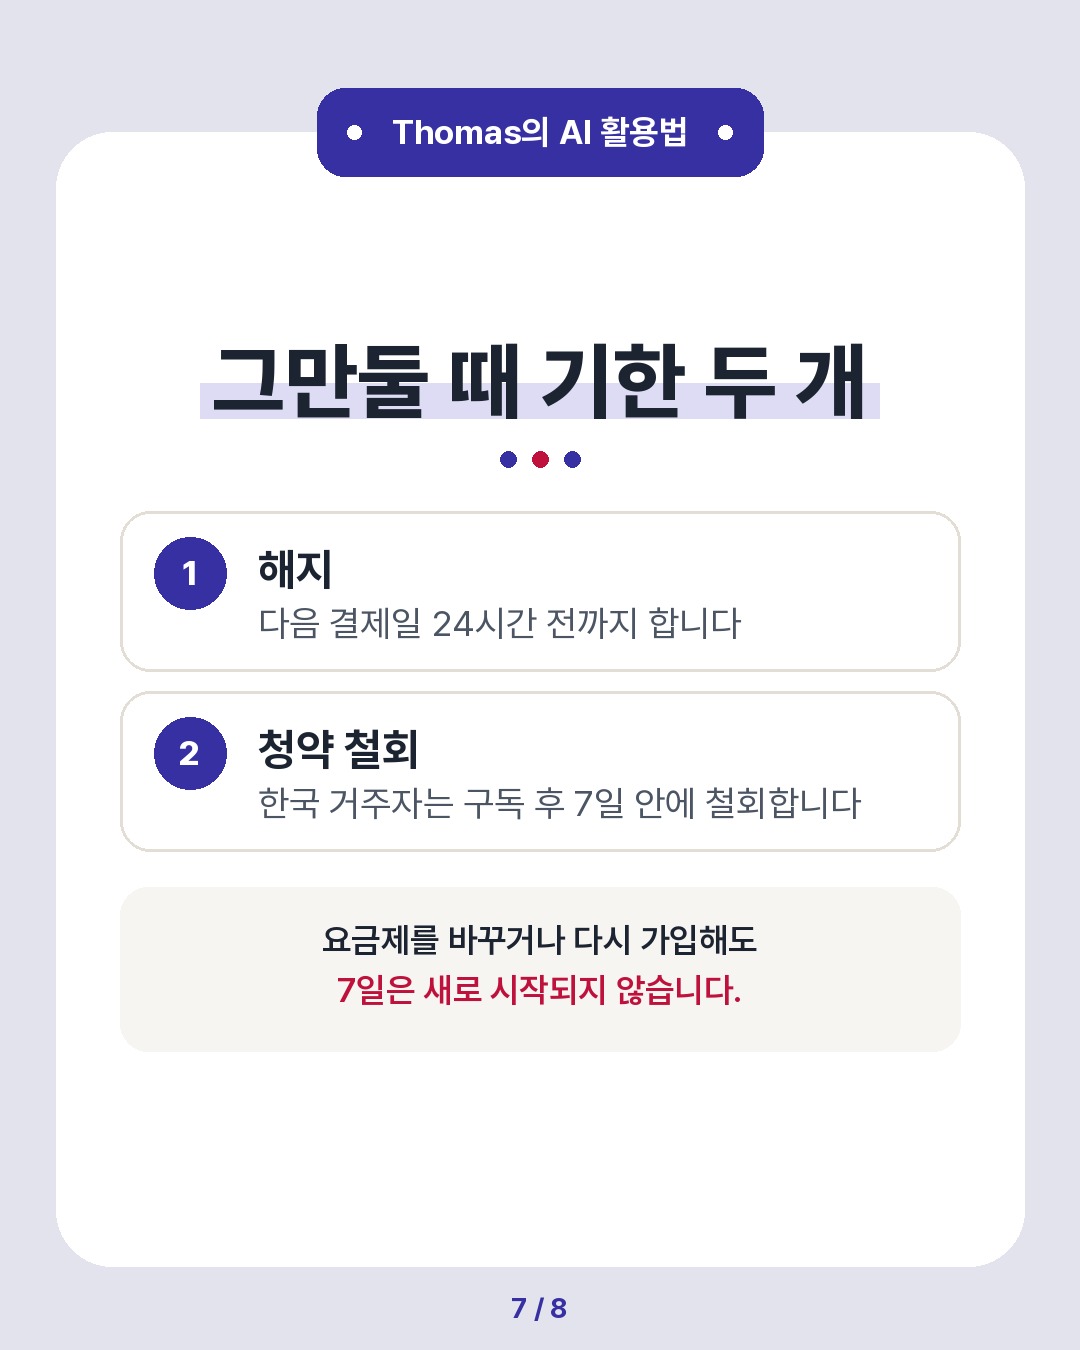 Thomas의 AI 활용법
그만둘 때 기한 두 개
1
해지
다음 결제일 24시간 전까지 합니다
2
청약 철회
한국 거주자는 구독 후 7일 안에 철회합니다
요금제를 바꾸거나 다시 가입해도
7일은 새로 시작되지 않습니다.
7 / 8